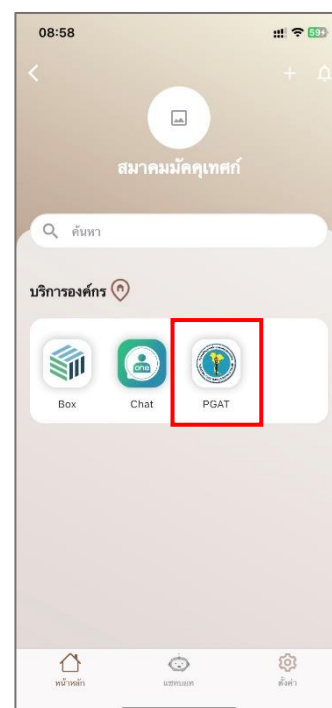 08:58
59
สมาคมมัคคุเทศก์
ค้นหา
บริการองค์กร
one
Box Chat PGAT
หน้าหลัก แชทบอท ตั้งค่า